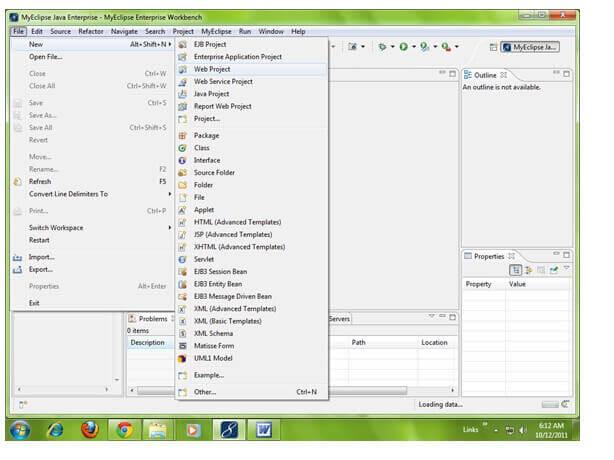 MyEclipse Java Enterprise - MyEclipse Enterprise Workbench
File Edit Source Refactor Navigate Search Project MyEclipse Run Window Help
MyEclipse Ja...
New Alt+Shift+N
Open File...
Close Ctrl+W
Close All Ctrl+Shift+W
Save Ctrl+S
Save As...
Save All Ctrl+Shift+S
Revert
Move...
Rename... F2
Refresh F5
Convert Line Delimiters To
Print... Ctrl+P
Switch Workspace
Restart
Import...
Export...
Properties Alt+Enter
Exit
EJB Project
Enterprise Application Project
Web Project
Web Service Project
Java Project
Report Web Project
Project...
Package
Class
Interface
Source Folder
Folder
File
Applet
HTML (Advanced Templates)
JSP (Advanced Templates)
XHTML (Advanced Templates)
Servlet
EJB3 Session Bean
EJB3 Entity Bean
EJB3 Message Driven Bean
XML (Advanced Templates)
XML (Basic Templates)
XML Schema
Matisse Form
UML1 Model
Example...
Other... Ctrl+N
Outline
An outline is not available.
Properties
Property Value
Problems
Servers
0 items
Description Path Location
Loading data...
Links
6:12 AM
10/12/2011